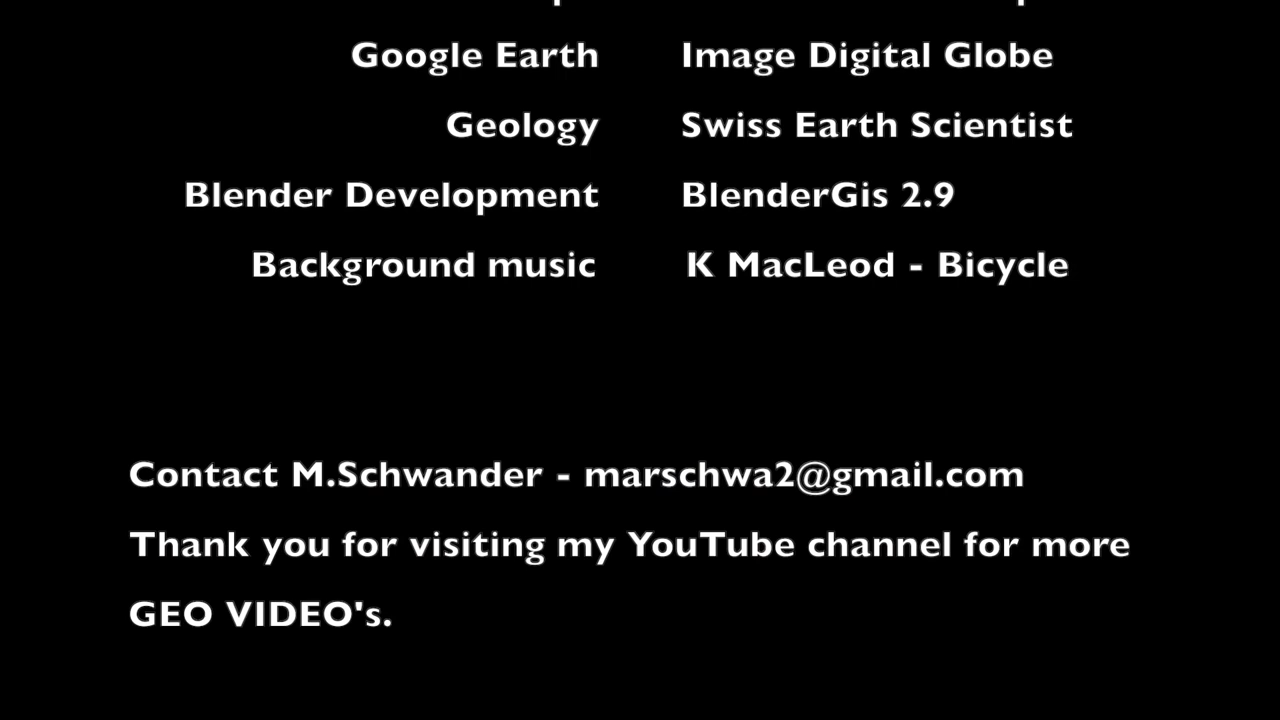 Google Earth Image Digital Globe
Geology Swiss Earth Scientist
Blender Development BlenderGis 2.9
Background music K MacLeod - Bicycle
Contact M.Schwander - marschwa2@gmail.com
Thank you for visiting my YouTube channel for more
GEO VIDEO's.